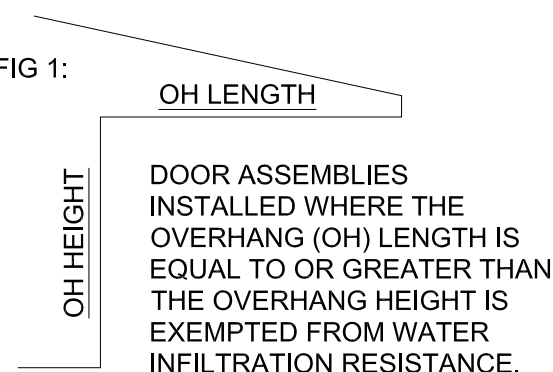 FIG 1:
OH LENGTH
OH HEIGHT
DOOR ASSEMBLIES
INSTALLED WHERE THE
OVERHANG (OH) LENGTH IS
EQUAL TO OR GREATER THAN
THE OVERHANG HEIGHT IS
EXEMPTED FROM WATER
INFILTRATION RESISTANCE.